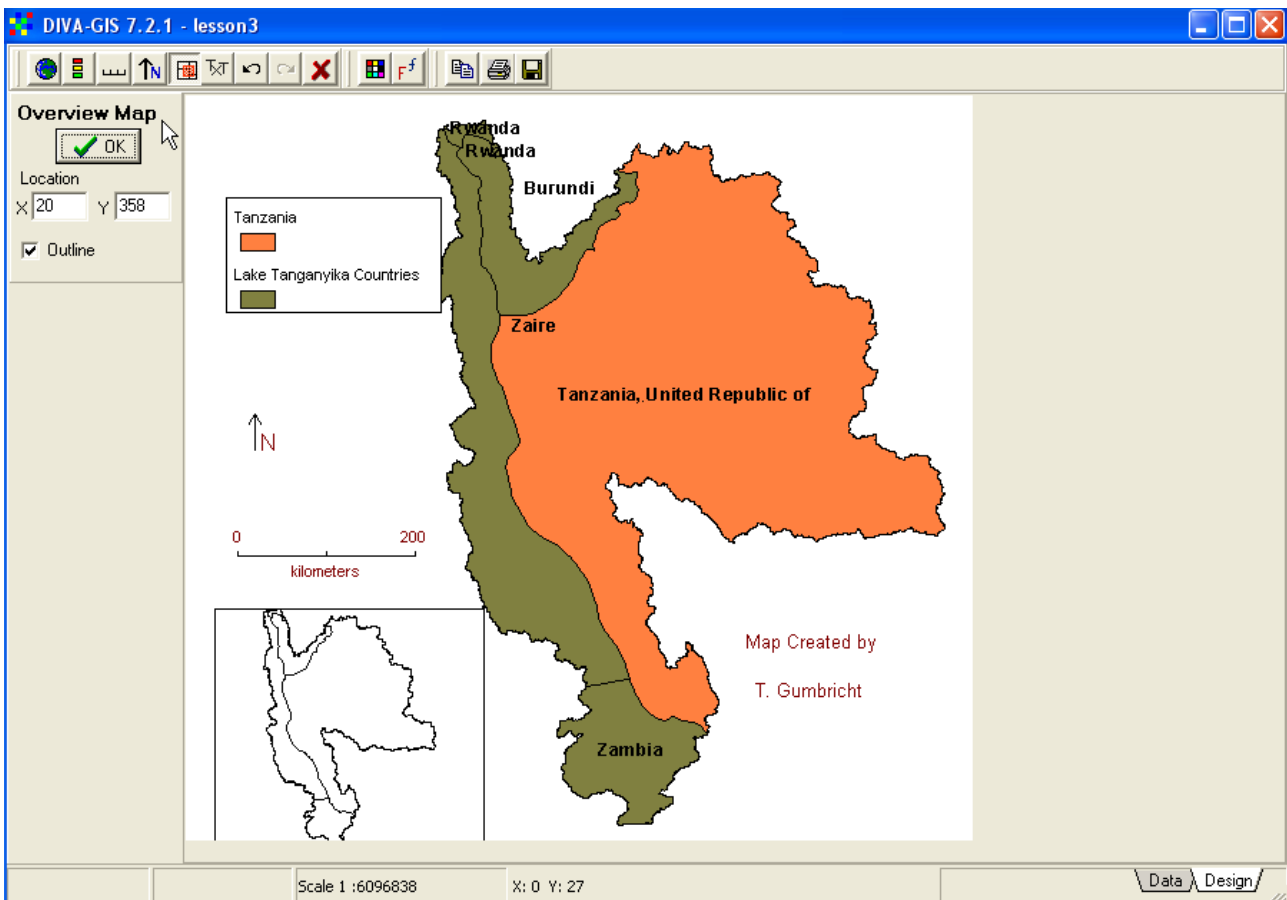 DIVA-GIS 7.2.1 - lesson3
N
TxT
F f
Overview Map
OK
Location
X 20 Y 358
Outline
Rwanda
Rwanda
Burundi
Tanzania
Lake Tanganyika Countries
Zaire
Tanzania, United Republic of
N
0 200
kilometers
Map Created by
T. Gumbricht
Zambia
Scale 1 :6096838 X: 0 Y: 27 Data Design